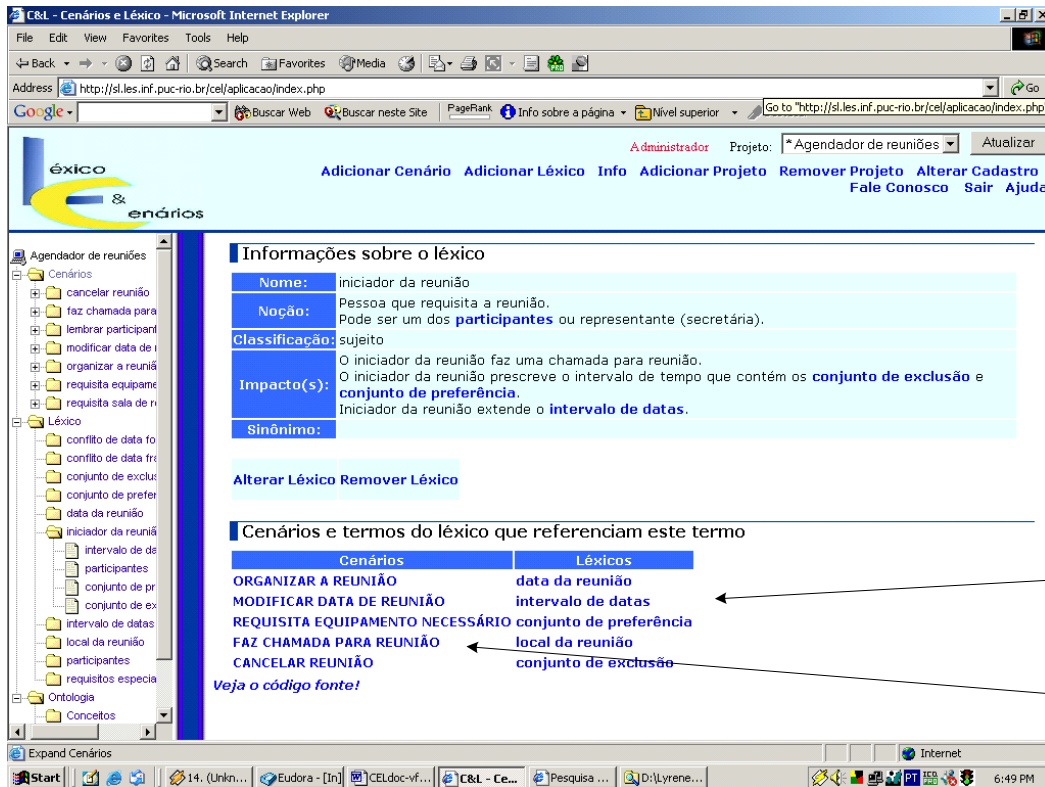 C&L - Cenários e Léxico - Microsoft Internet Explorer
File Edit View Favorites Tools Help
Back Search Favorites Media
Address http://sl.les.inf.puc-rio.br/cel/aplicacao/index.php Go
Google Buscar Web Buscar neste Site PageRank Info sobre a página Nível superior
Go to "http://sl.les.inf.puc-rio.br/cel/aplicacao/index.php"
Administrador Projeto: * Agendador de reuniões Atualizar
éxico
&
enários
Adicionar Cenário Adicionar Léxico Info Adicionar Projeto Remover Projeto Alterar Cadastro
Fale Conosco Sair Ajuda
Agendador de reuniões
Cenários
cancelar reunião
faz chamada para
lembrar participant
modificar data de r
organizar a reuniã
requisita equipame
requisita sala de r
Léxico
conflito de data fo
conflito de data fra
conjunto de exclus
conjunto de prefer
data da reunião
iniciador da reuniã
intervalo de da
participantes
conjunto de pr
conjunto de ex
intervalo de datas
local da reunião
participantes
requisitos especia
Ontologia
Conceitos
Informações sobre o léxico
Nome: iniciador da reunião
Noção: Pessoa que requisita a reunião.
Pode ser um dos participantes ou representante (secretária).
Classificação: sujeito
Impacto(s): O iniciador da reunião faz uma chamada para reunião.
O iniciador da reunião prescreve o intervalo de tempo que contém os conjunto de exclusão e
conjunto de preferência.
Iniciador da reunião extende o intervalo de datas.
Sinônimo:
Alterar Léxico Remover Léxico
Cenários e termos do léxico que referenciam este termo
Cenários Léxicos
ORGANIZAR A REUNIÃO data da reunião
MODIFICAR DATA DE REUNIÃO intervalo de datas
REQUISITA EQUIPAMENTO NECESSÁRIO conjunto de preferência
FAZ CHAMADA PARA REUNIÃO local da reunião
CANCELAR REUNIÃO conjunto de exclusão
Veja o código fonte!
Expand Cenários Internet
Start 14. (Unkn... Eudora - [In] CELdoc-vf... C&L - Ce... Pesquisa ... D:\Lyrene... PT 6:49 PM